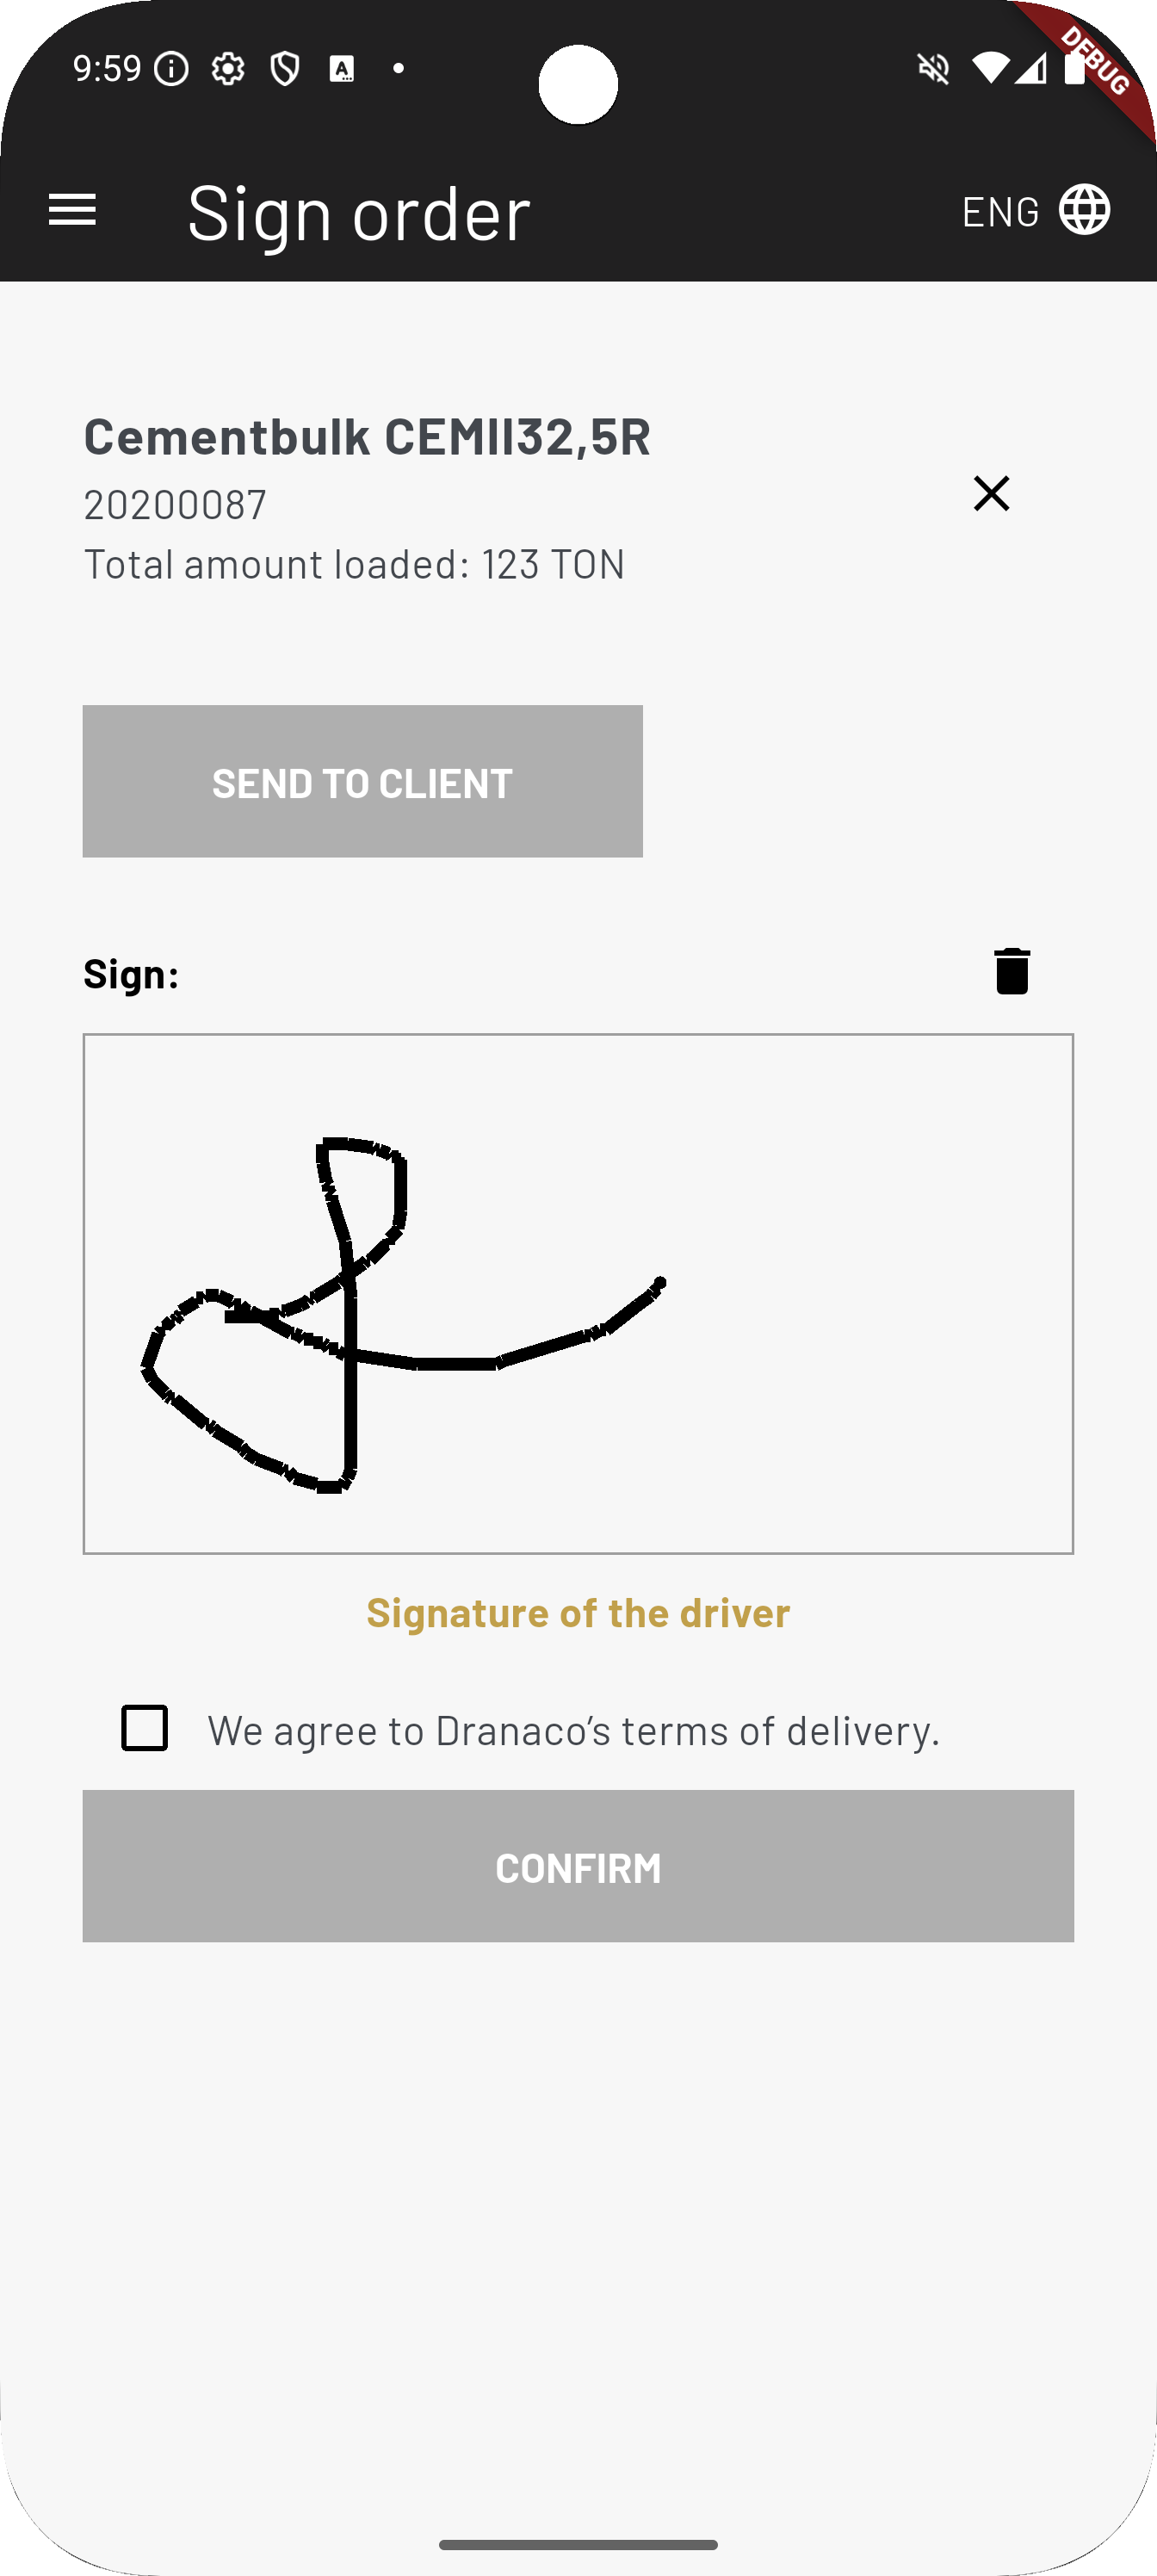 9:59
DEBUG
Sign order
ENG
Cementbulk CEMII32,5R
20200087
Total amount loaded: 123 TON
SEND TO CLIENT
Sign:
Signature of the driver
We agree to Dranaco’s terms of delivery.
CONFIRM